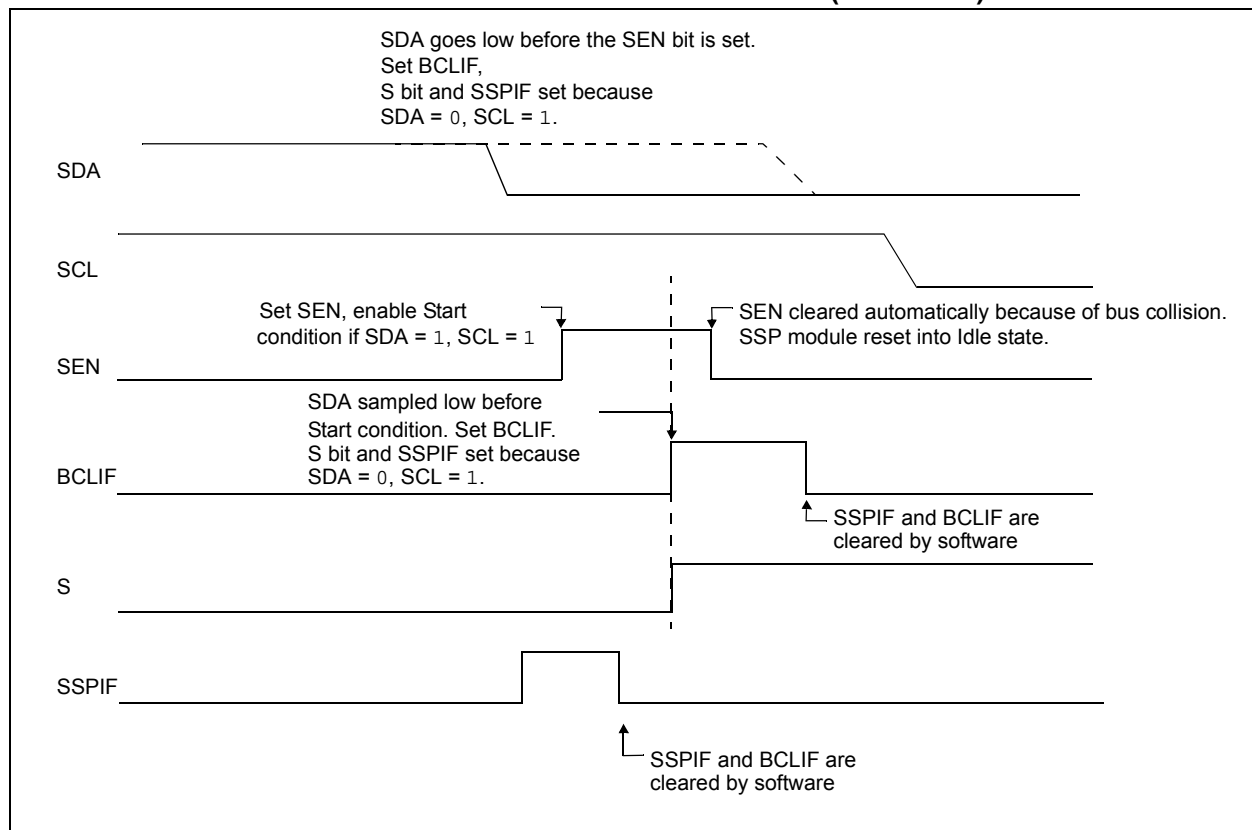 SDA goes low before the SEN bit is set.
Set BCLIF,
S bit and SSPIF set because
SDA = 0, SCL = 1.
SDA
SCL
Set SEN, enable Start
condition if SDA = 1, SCL = 1
SEN cleared automatically because of bus collision.
SSP module reset into Idle state.
SEN
SDA sampled low before
Start condition. Set BCLIF.
S bit and SSPIF set because
SDA = 0, SCL = 1.
BCLIF
SSPIF and BCLIF are
cleared by software
S
SSPIF
SSPIF and BCLIF are
cleared by software